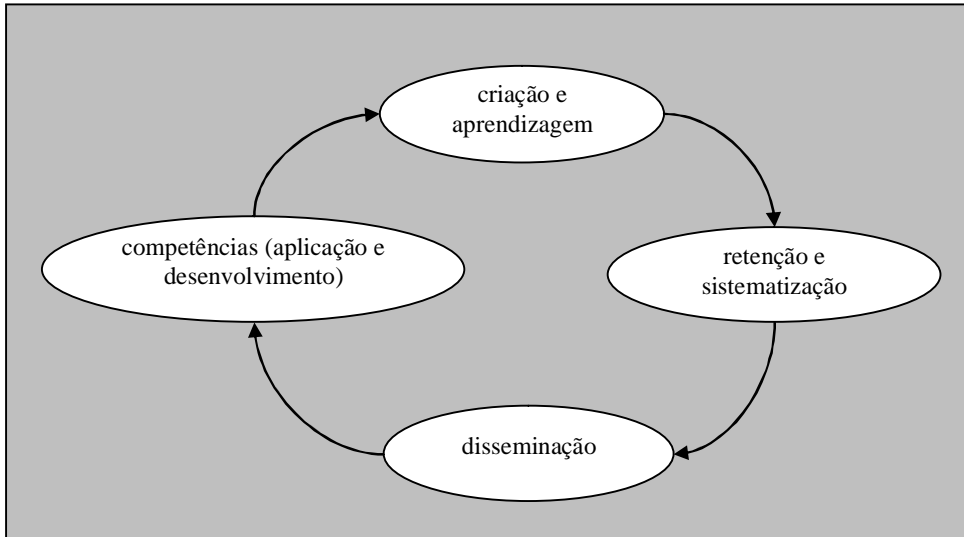 criação e
aprendizagem
competências (aplicação e
desenvolvimento)
retenção e
sistematização
disseminação